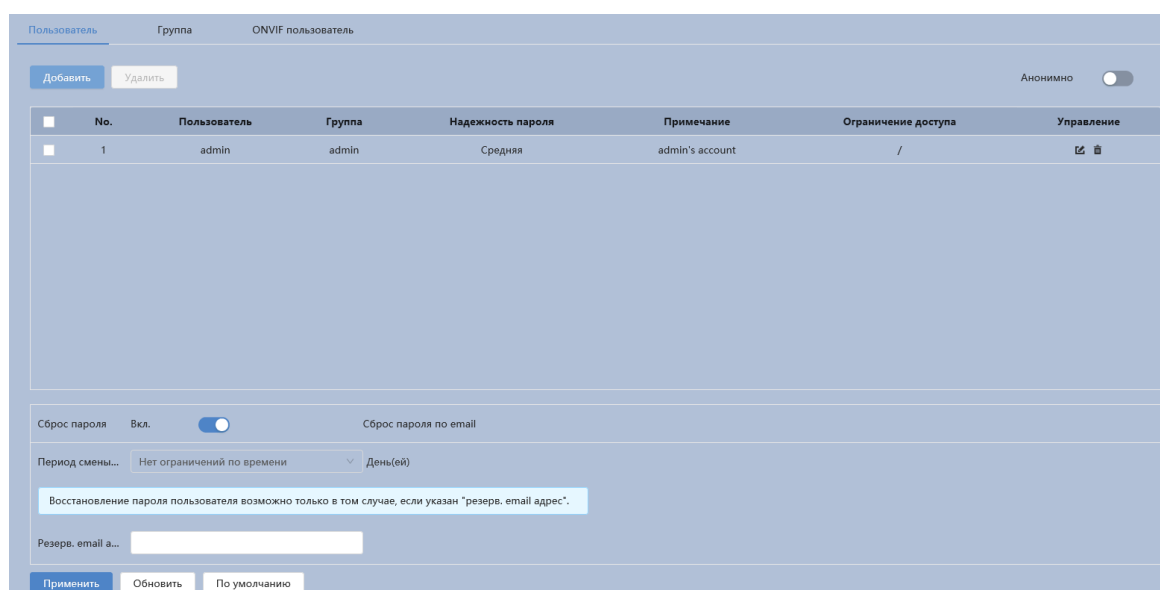 Пользователь Группа ONVIF пользователь
Добавить Удалить Анонимно
No. Пользователь Группа Надежность пароля Примечание Ограничение доступа Управление
1 admin admin Средняя admin's account /
Сброс пароля Вкл. Сброс пароля по email
Период смены... Нет ограничений по времени День(ей)
Восстановление пароля пользователя возможно только в том случае, если указан "резерв. email адрес".
Резерв. email а...
Применить Обновить По умолчанию